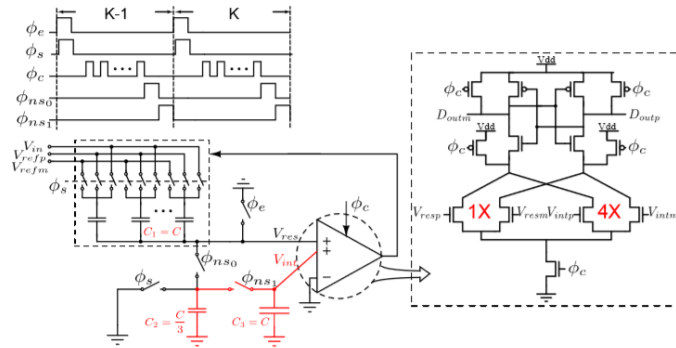 K-1 K
ϕe
ϕs
ϕc
ϕns0
ϕns1
Vin
Vrefp
Vrefm
ϕs
C1 = C
ϕe
ϕc
Vres
Vint
+
+
−
ϕns0
ϕs
ϕns1
C2 = C/3
C3 = C
Vdd
ϕc ϕc
Doutm Doutp
Vdd Vdd
ϕc ϕc
Vresp 1X Vresm Vintp 4X Vintm
ϕc